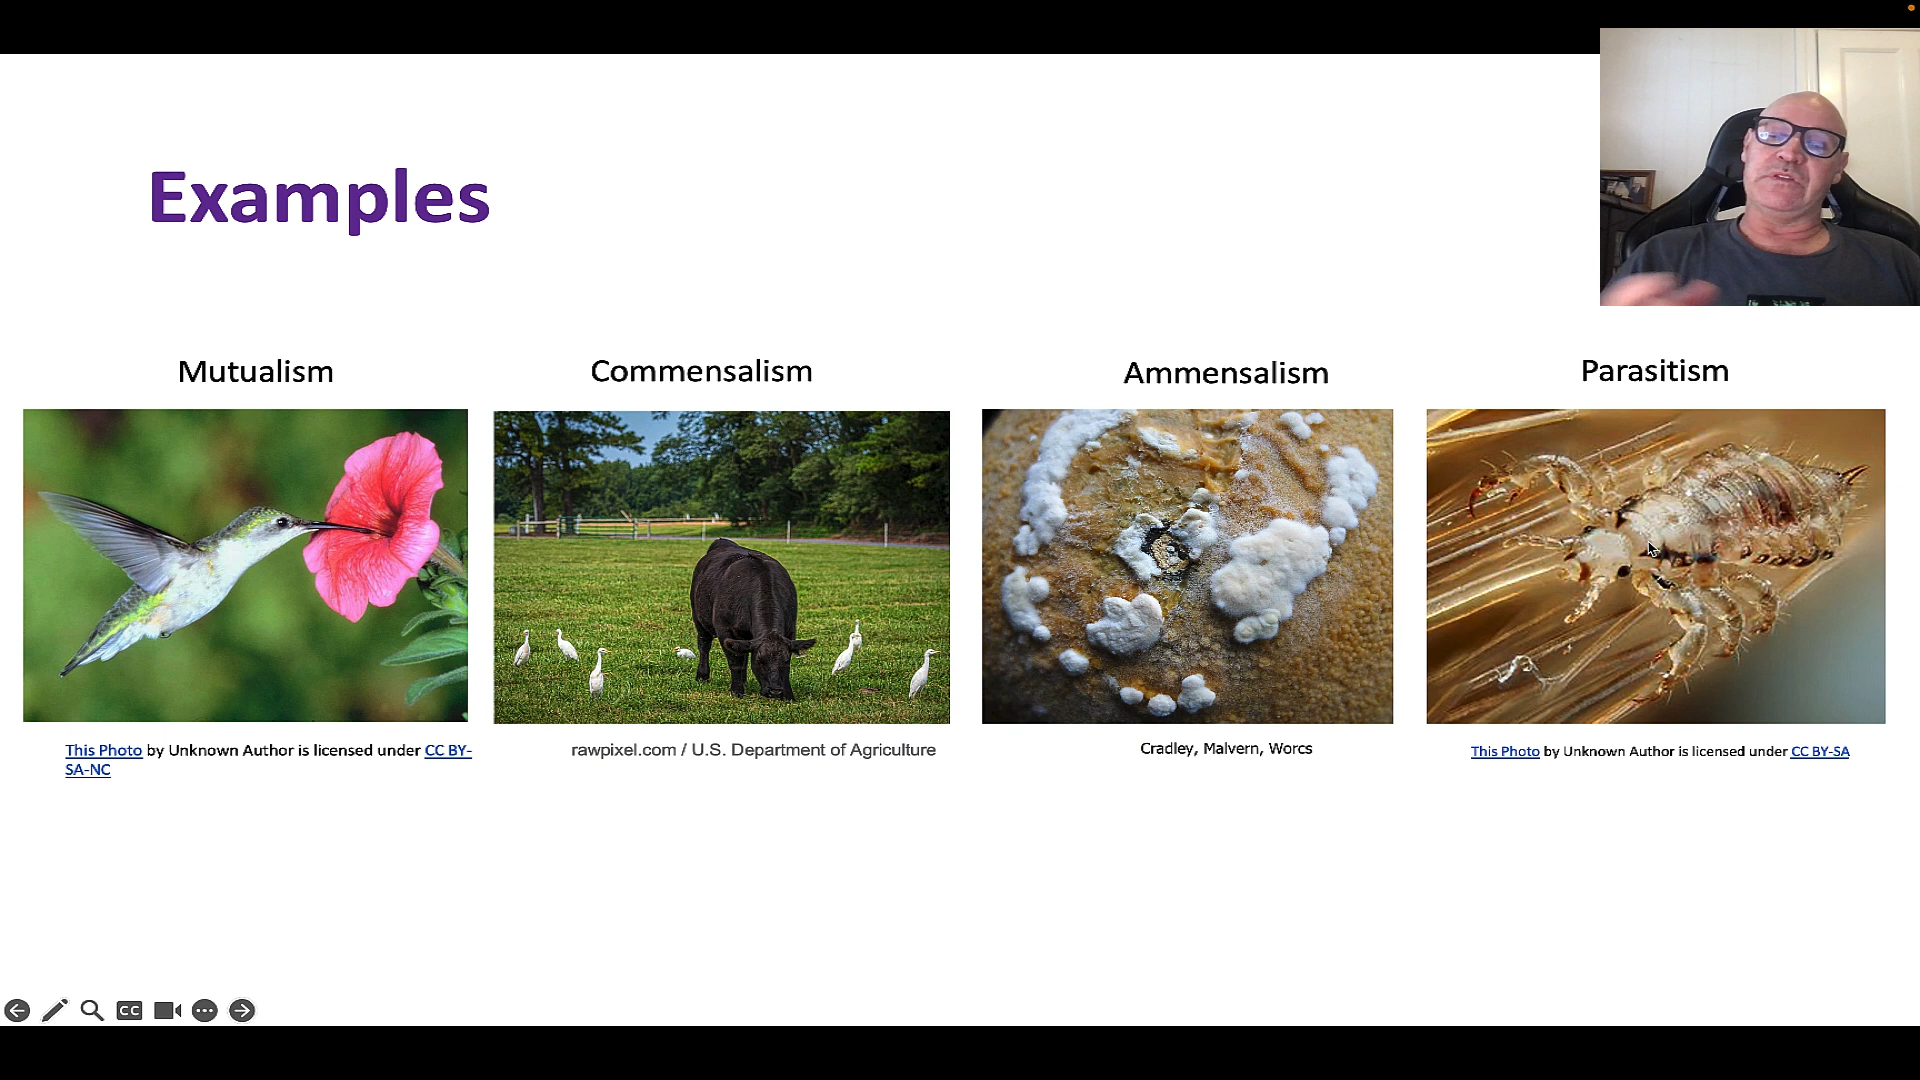 Examples
Mutualism
Commensalism
Ammensalism
Parasitism
This Photo by Unknown Author is licensed under CC BY-
SA-NC
rawpixel.com / U.S. Department of Agriculture
Cradley, Malvern, Worcs
This Photo by Unknown Author is licensed under CC BY-SA
CC